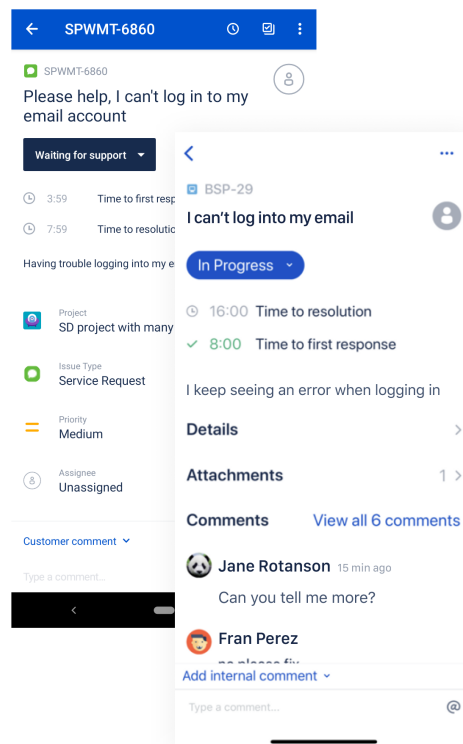 SPWMT-6860
SPWMT-6860
Please help, I can't log in to my
email account
Waiting for support
3:59 Time to first resp
7:59 Time to resolutio
Having trouble logging into my e
Project
SD project with many
Issue Type
Service Request
Priority
Medium
Assignee
Unassigned
Customer comment
Type a comment...
BSP-29
I can't log into my email
In Progress
16:00 Time to resolution
8:00 Time to first response
I keep seeing an error when logging in
Details
Attachments 1
Comments View all 6 comments
Jane Rotanson 15 min ago
Can you tell me more?
Fran Perez
no please fix
Add internal comment
Type a comment... @